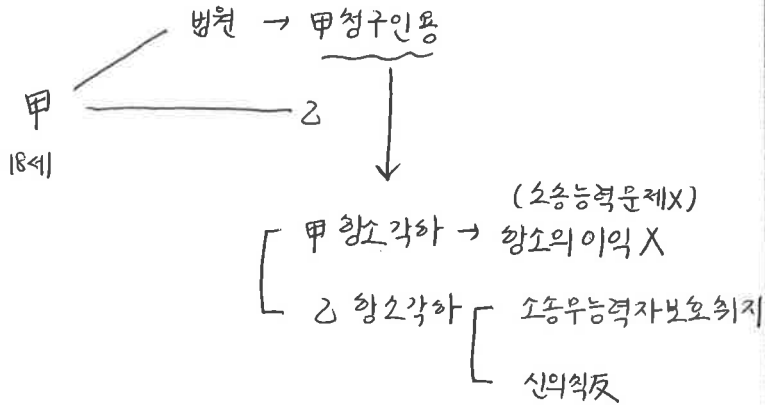 법원 → 甲청구인용
甲
乙
18세
(소송능력문제X)
甲 항소각하 → 항소의 이익 X
乙 항소각하
소송무능력자보호취지
신의칙反